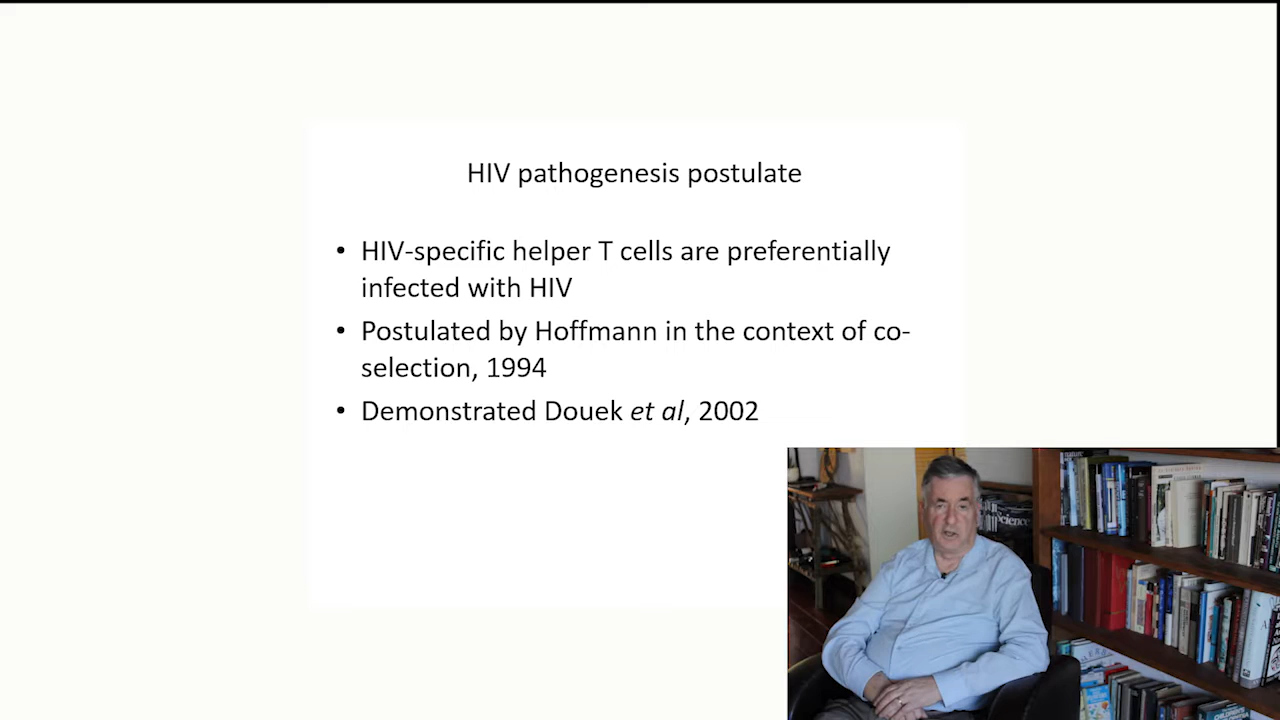 HIV pathogenesis postulate
• HIV-specific helper T cells are preferentially
infected with HIV
• Postulated by Hoffmann in the context of co-
selection, 1994
• Demonstrated Douek et al, 2002
Science